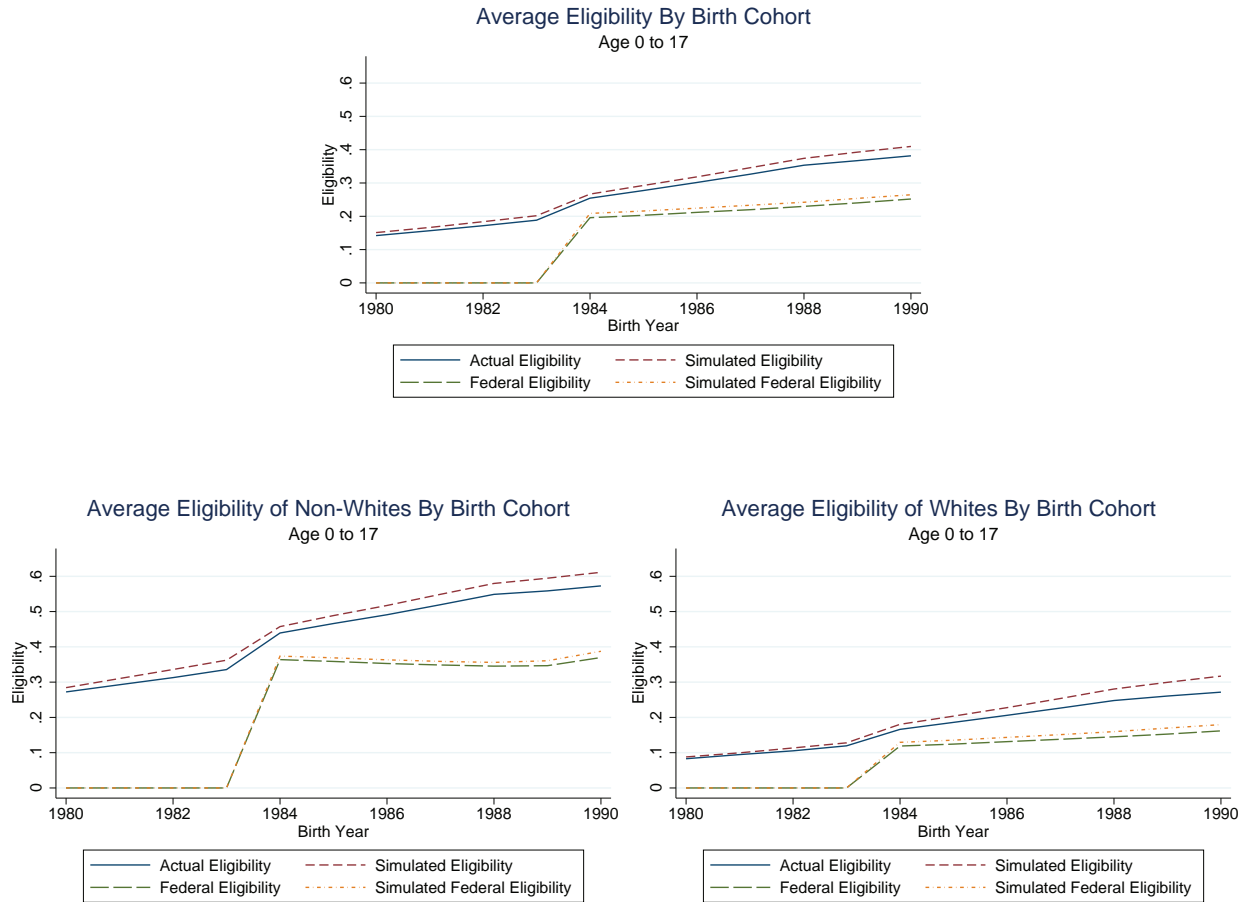 Average Eligibility By Birth Cohort
Age 0 to 17
Eligibility
.6
.5
.4
.3
.2
.1
0
1980 1982 1984 1986 1988 1990
Birth Year
Actual Eligibility Simulated Eligibility
Federal Eligibility Simulated Federal Eligibility
Average Eligibility of Non-Whites By Birth Cohort
Age 0 to 17
Eligibility
.6
.5
.4
.3
.2
.1
0
1980 1982 1984 1986 1988 1990
Birth Year
Actual Eligibility Simulated Eligibility
Federal Eligibility Simulated Federal Eligibility
Average Eligibility of Whites By Birth Cohort
Age 0 to 17
Eligibility
.6
.5
.4
.3
.2
.1
0
1980 1982 1984 1986 1988 1990
Birth Year
Actual Eligibility Simulated Eligibility
Federal Eligibility Simulated Federal Eligibility